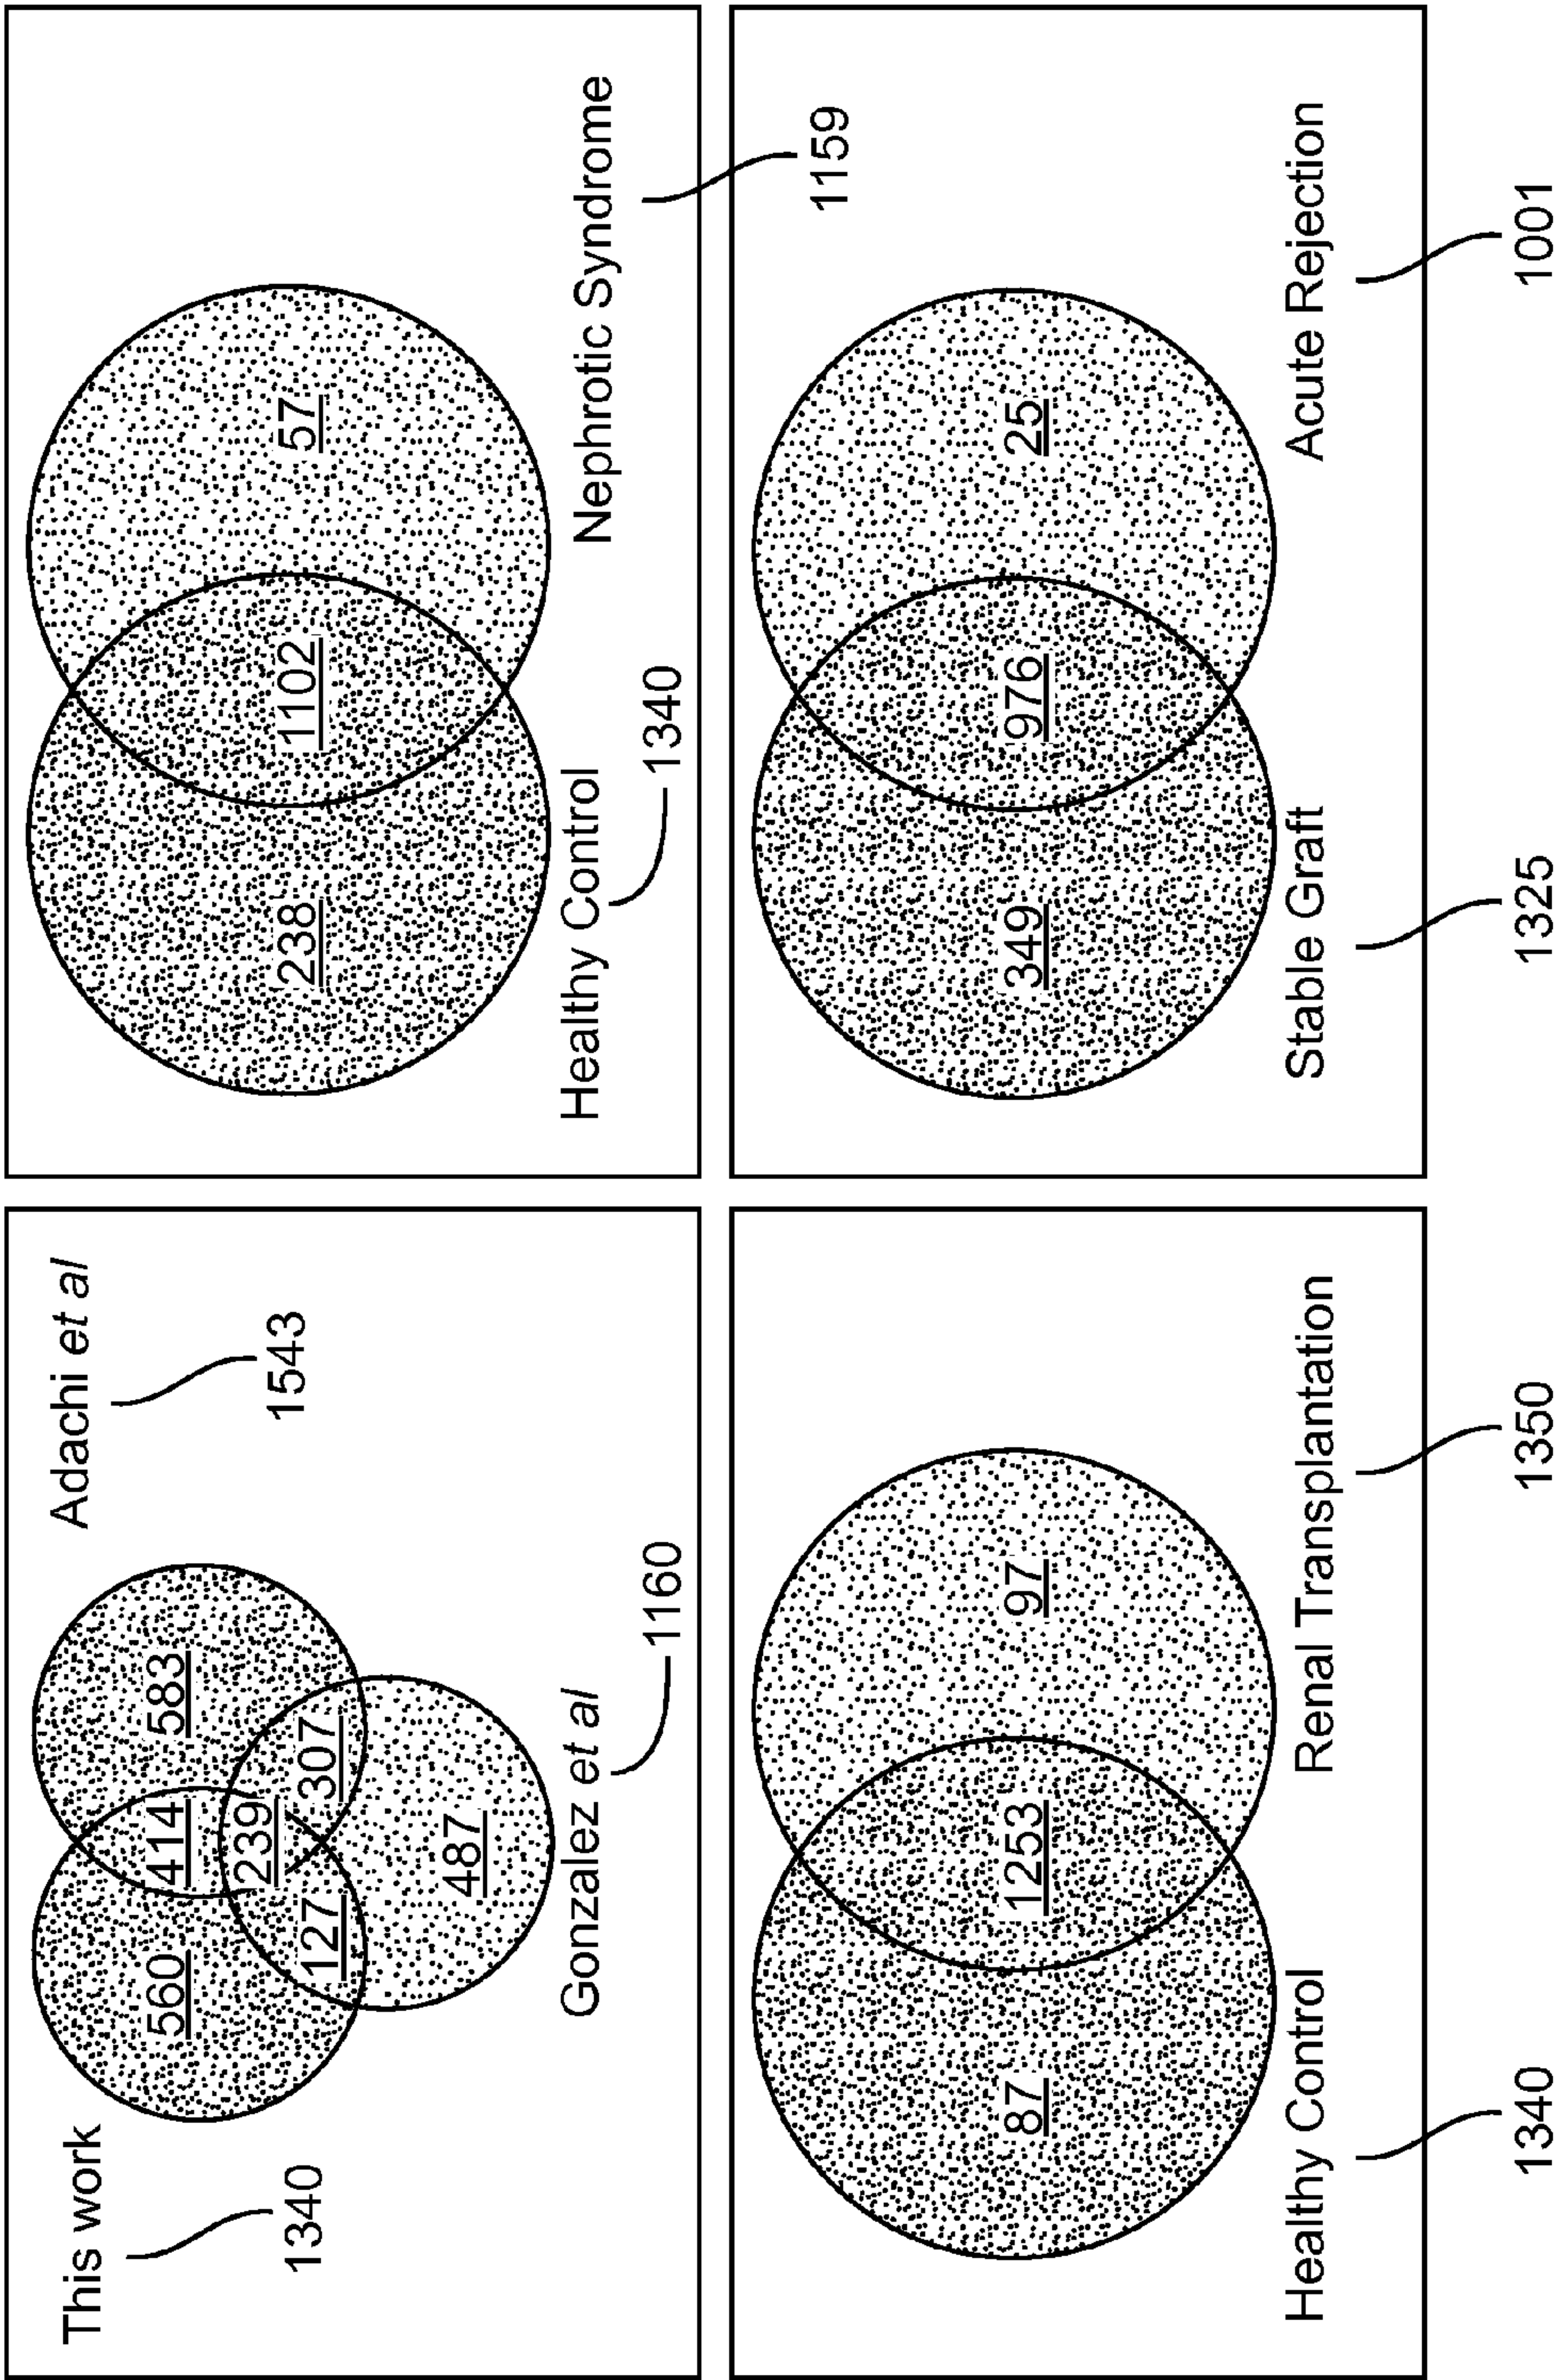 This work
Adachi et al
1340
1543
560
414
583
239
127
307
487
Gonzalez et al
1160
238
1102
57
Healthy Control
Nephrotic Syndrome
1340
1159
87
1253
97
Healthy Control
Renal Transplantation
1340
1350
349
976
25
Stable Graft
Acute Rejection
1325
1001